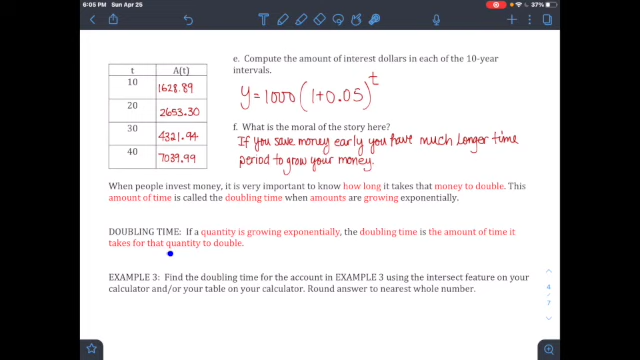 6:05 PM Sun Apr 25
37%
e. Compute the amount of interest dollars in each of the 10-year
intervals.
t A(t)
10 1628.89
20 2653.30
30 4321.94
40 7039.99
y = 1000 (1+0.05)^t
f. What is the moral of the story here?
If you save money early you have much longer time
period to grow your money.
When people invest money, it is very important to know how long it takes that money to double. This
amount of time is called the doubling time when amounts are growing exponentially.
DOUBLING TIME: If a quantity is growing exponentially, the doubling time is the amount of time it
takes for that quantity to double.
EXAMPLE 3: Find the doubling time for the account in EXAMPLE 3 using the intersect feature on your
calculator and/or your table on your calculator. Round answer to nearest whole number.
4
7